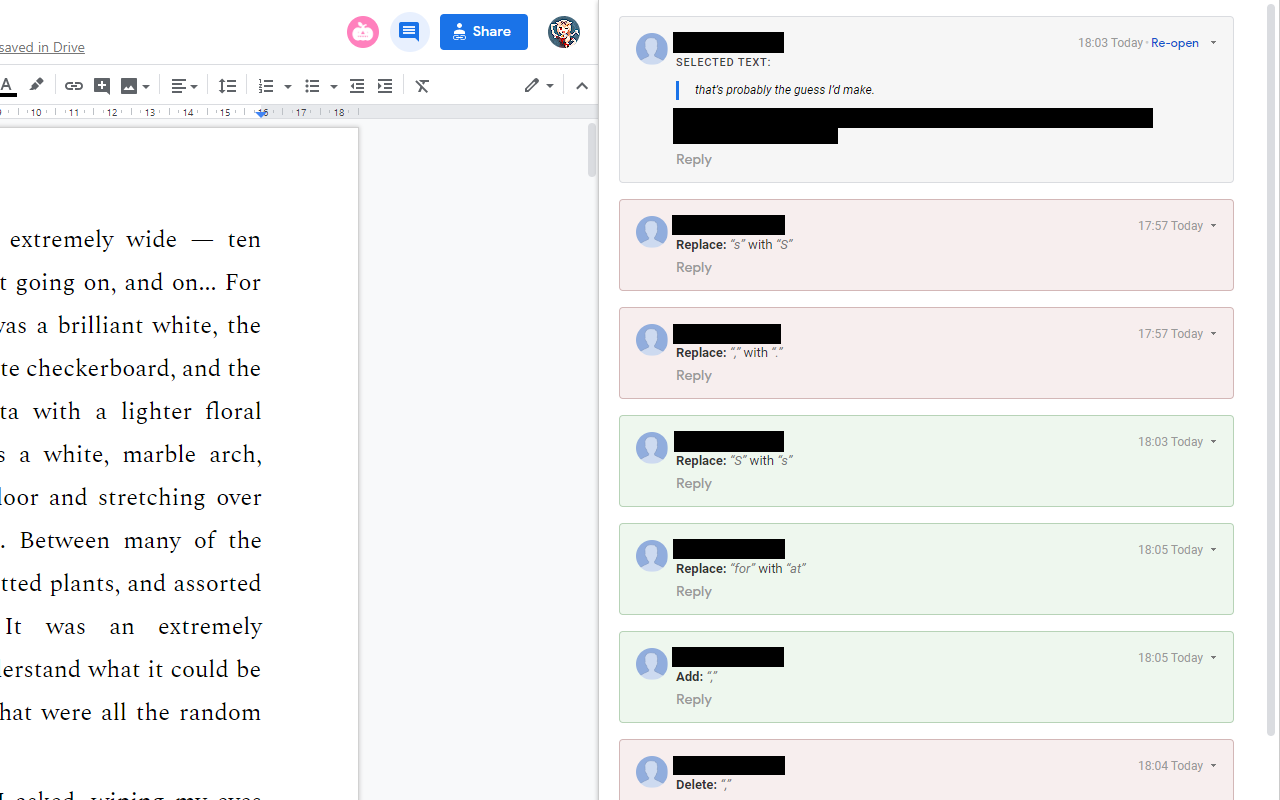 saved in Drive
Share
A
10 11 12 13 14 15 16 17 18
extremely wide — ten
t going on, and on... For
vas a brilliant white, the
te checkerboard, and the
ta with a lighter floral
s a white, marble arch,
loor and stretching over
. Between many of the
tted plants, and assorted
It was an extremely
lerstand what it could be
hat were all the random
I asked, wiping my eyes
18:03 Today • Re-open
SELECTED TEXT:
that's probably the guess I'd make.
Reply
17:57 Today
Replace: “s” with “S”
Reply
17:57 Today
Replace: “,” with “.”
Reply
18:03 Today
Replace: “S” with “s”
Reply
18:05 Today
Replace: “for” with “at”
Reply
18:05 Today
Add: “,”
Reply
18:04 Today
Delete: “,”